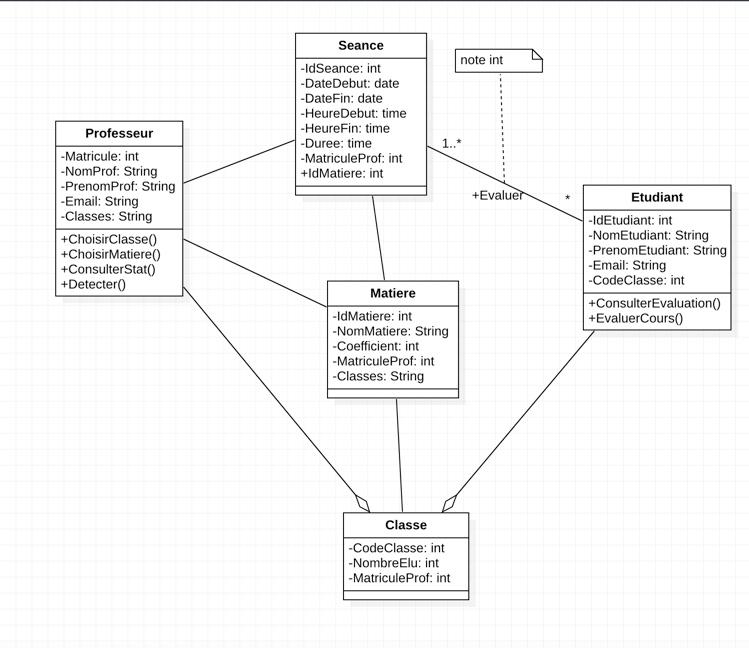 Seance
-IdSeance: int
-DateDebut: date
-DateFin: date
-HeureDebut: time
-HeureFin: time
-Duree: time
-MatriculeProf: int
+IdMatiere: int
note int
Professeur
-Matricule: int
-NomProf: String
-PrenomProf: String
-Email: String
-Classes: String
+ChoisirClasse()
+ChoisirMatiere()
+ConsulterStat()
+Detecter()
1..*
+Evaluer
*
Etudiant
-IdEtudiant: int
-NomEtudiant: String
-PrenomEtudiant: String
-Email: String
-CodeClasse: int
+ConsulterEvaluation()
+EvaluerCours()
Matiere
-IdMatiere: int
-NomMatiere: String
-Coefficient: int
-MatriculeProf: int
-Classes: String
Classe
-CodeClasse: int
-NombreElu: int
-MatriculeProf: int